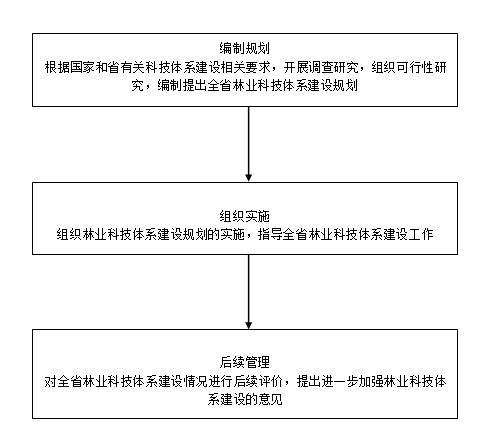 编制规划
根据国家和省有关科技体系建设相关要求，开展调查研究，组织可行性研
究，编制提出全省林业科技体系建设规划
组织实施
组织林业科技体系建设规划的实施，指导全省林业科技体系建设工作
后续管理
对全省林业科技体系建设情况进行后续评价，提出进一步加强林业科技体
系建设的意见